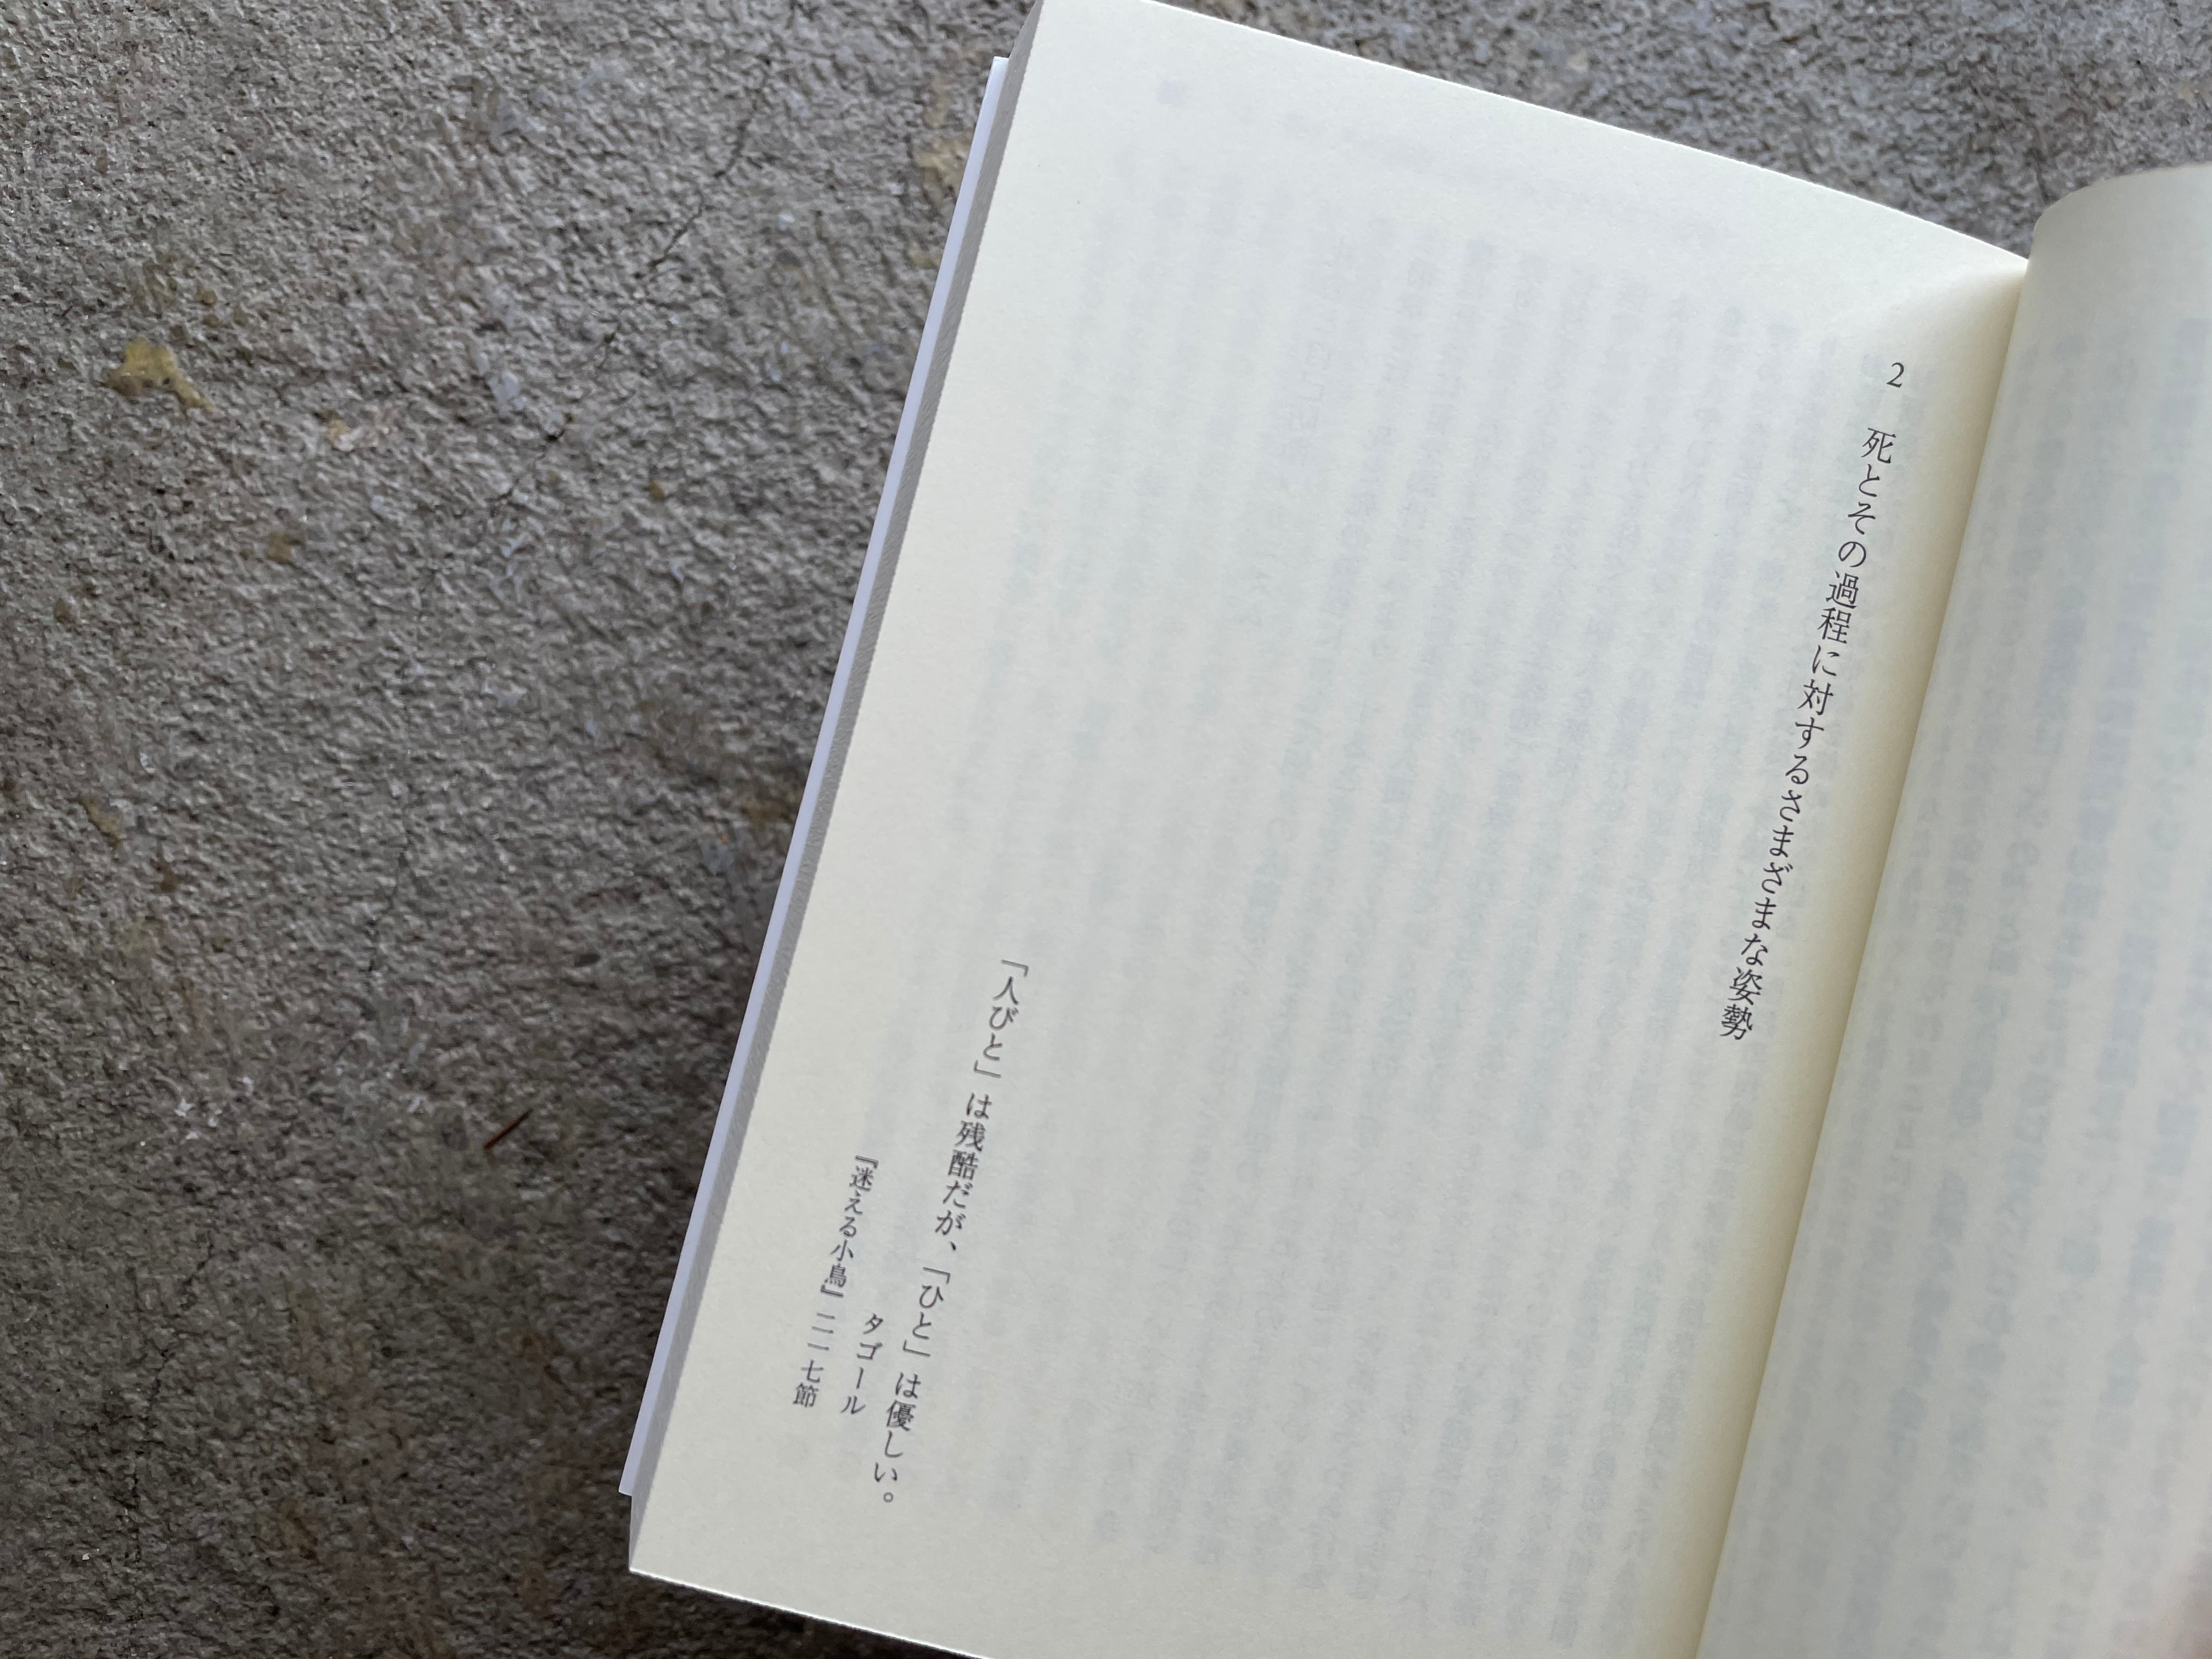 2 死とその過程に対するさまざまな姿勢
「人びと」は残酷だが、「ひと」は優しい。
タゴール
『迷える小鳥』二一七節